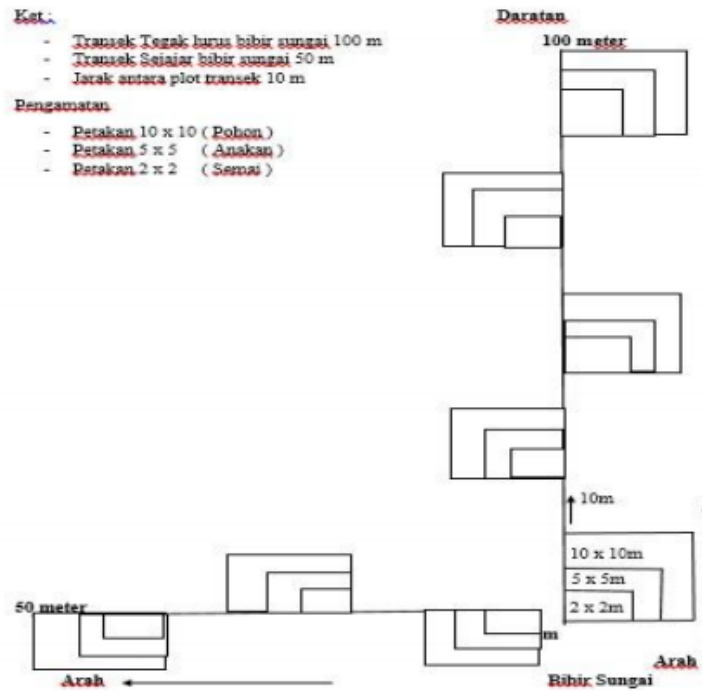 Ket :
- Transek Tegak lurus bibir sungai 100 m
- Transek Sejajar bibir sungai 50 m
- Jarak antara plot transek 10 m
Pengamatan
- Petakan 10 x 10 ( Pohon )
- Petakan 5 x 5 ( Anakan )
- Petakan 2 x 2 ( Semai )
Daratan
100 meter
10m
10 x 10m
5 x 5m
2 x 2m
50 meter
m
Arah
Arah
Bibir Sungai